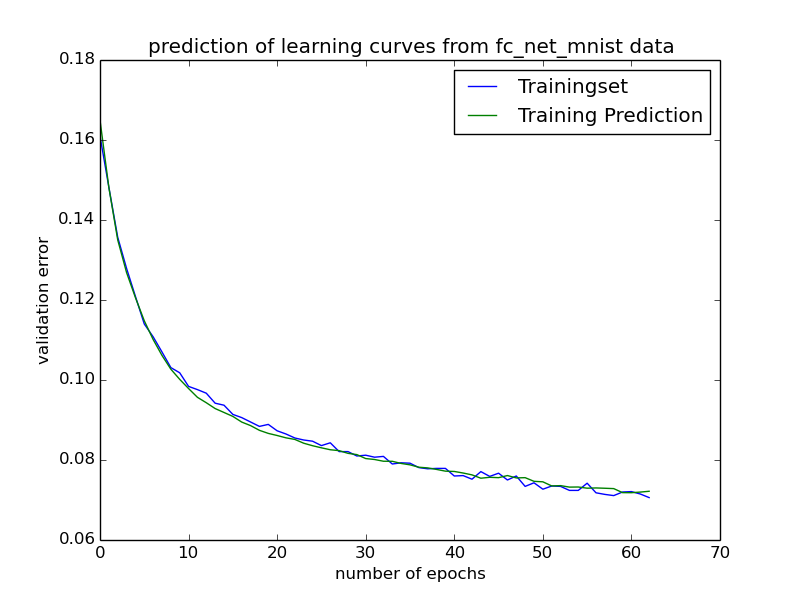 prediction of learning curves from fc_net_mnist data
Trainingset
Training Prediction
validation error
0.18
0.16
0.14
0.12
0.10
0.08
0.06
0 10 20 30 40 50 60 70
number of epochs